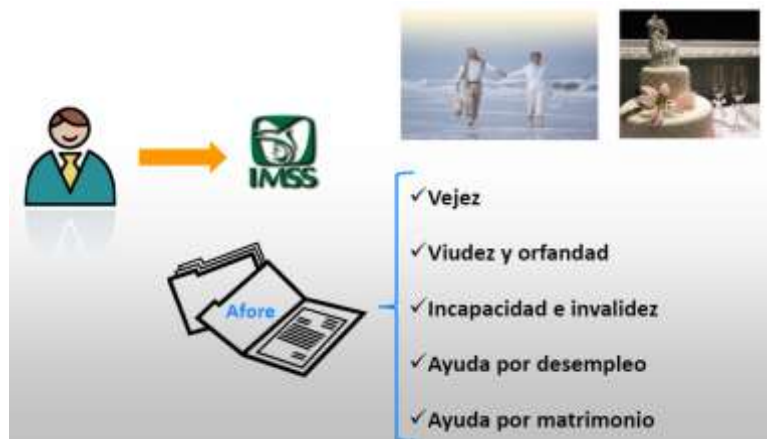 IMSS
Afore
✓Vejez
✓Viudez y orfandad
✓Incapacidad e invalidez
✓Ayuda por desempleo
✓Ayuda por matrimonio